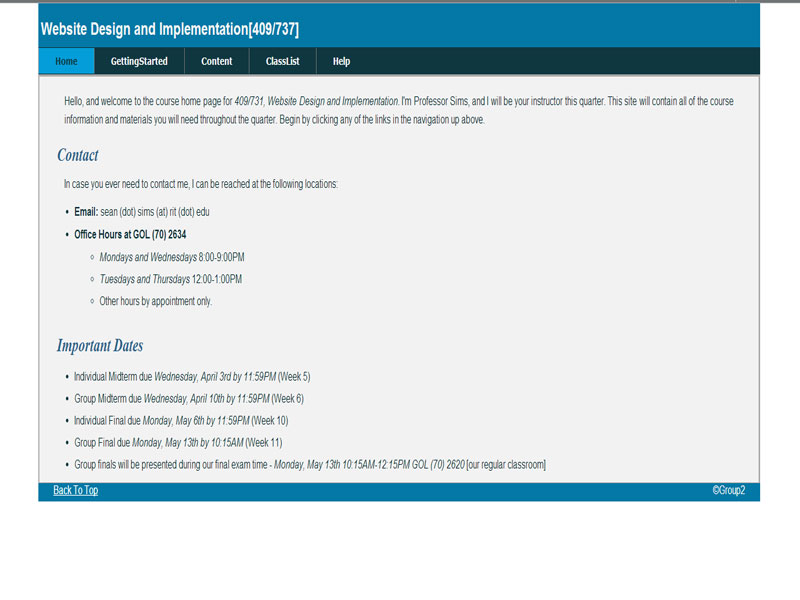 Website Design and Implementation[409/737]
Home GettingStarted Content ClassList Help
Hello, and welcome to the course home page for 409/731, Website Design and Implementation. I'm Professor Sims, and I will be your instructor this quarter. This site will contain all of the course
information and materials you will need throughout the quarter. Begin by clicking any of the links in the navigation up above.
Contact
In case you ever need to contact me, I can be reached at the following locations:
• Email: sean (dot) sims (at) rit (dot) edu
• Office Hours at GOL (70) 2634
◦ Mondays and Wednesdays 8:00-9:00PM
◦ Tuesdays and Thursdays 12:00-1:00PM
◦ Other hours by appointment only.
Important Dates
• Individual Midterm due Wednesday, April 3rd by 11:59PM (Week 5)
• Group Midterm due Wednesday, April 10th by 11:59PM (Week 6)
• Individual Final due Monday, May 6th by 11:59PM (Week 10)
• Group Final due Monday, May 13th by 10:15AM (Week 11)
• Group finals will be presented during our final exam time - Monday, May 13th 10:15AM-12:15PM GOL (70) 2620 [our regular classroom]
Back To Top ©Group2